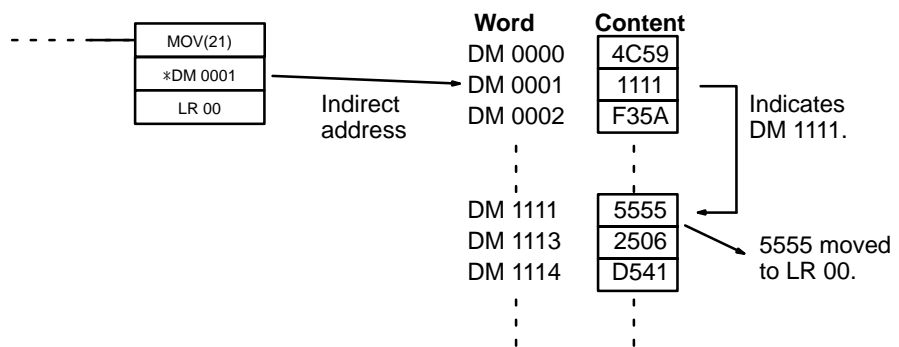 Word Content
MOV(21)
DM 0000 4C59
*DM 0001
DM 0001 1111
LR 00
Indirect
address
DM 0002 F35A
Indicates
DM 1111.
DM 1111 5555
DM 1113 2506
DM 1114 D541
5555 moved
to LR 00.